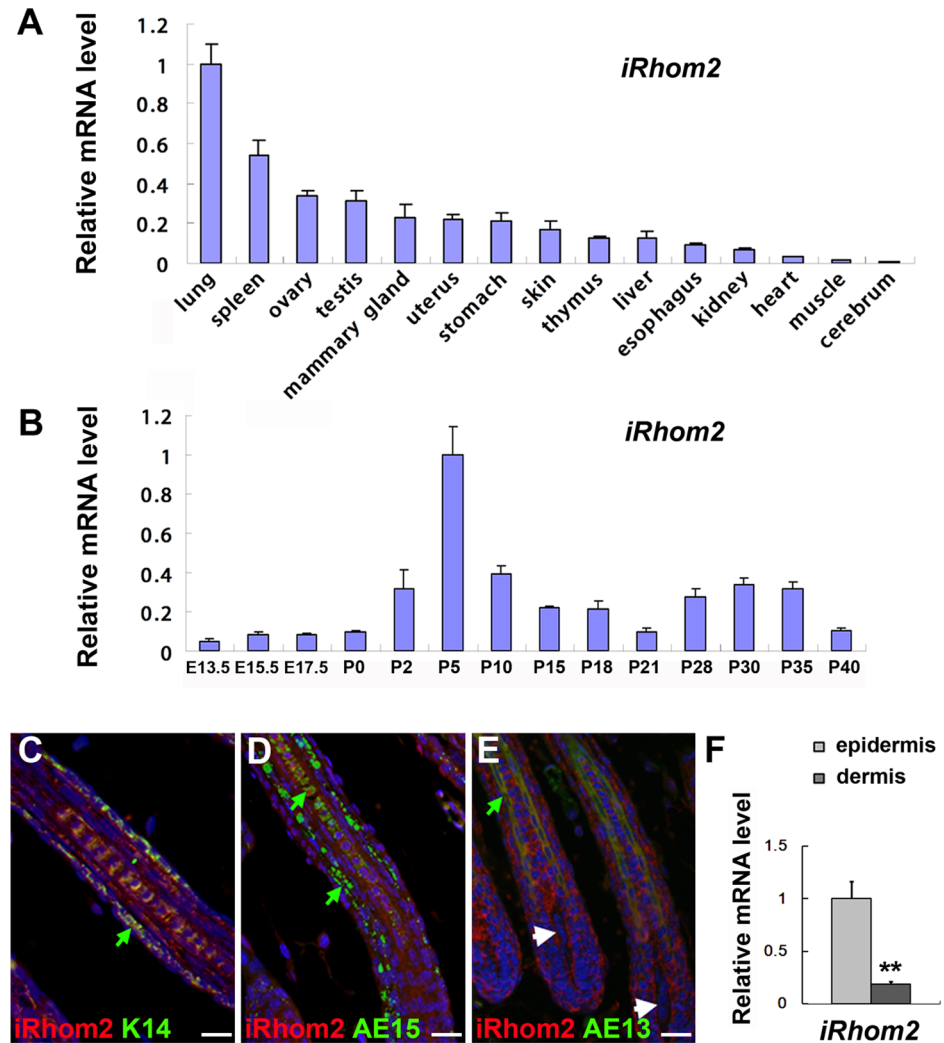 A
Relative mRNA level
iRhom2
1.2
1
0.8
0.6
0.4
0.2
0
lung
spleen
ovary
testis
mammary gland
uterus
stomach
skin
thymus
liver
esophagus
kidney
heart
muscle
cerebrum
B
Relative mRNA level
iRhom2
1.2
1
0.8
0.6
0.4
0.2
0
E13.5 E15.5 E17.5 P0 P2 P5 P10 P15 P18 P21 P28 P30 P35 P40
C
iRhom2 K14
D
iRhom2 AE15
E
iRhom2 AE13
F
epidermis
dermis
Relative mRNA level
1.5
1
0.5
0
**
iRhom2